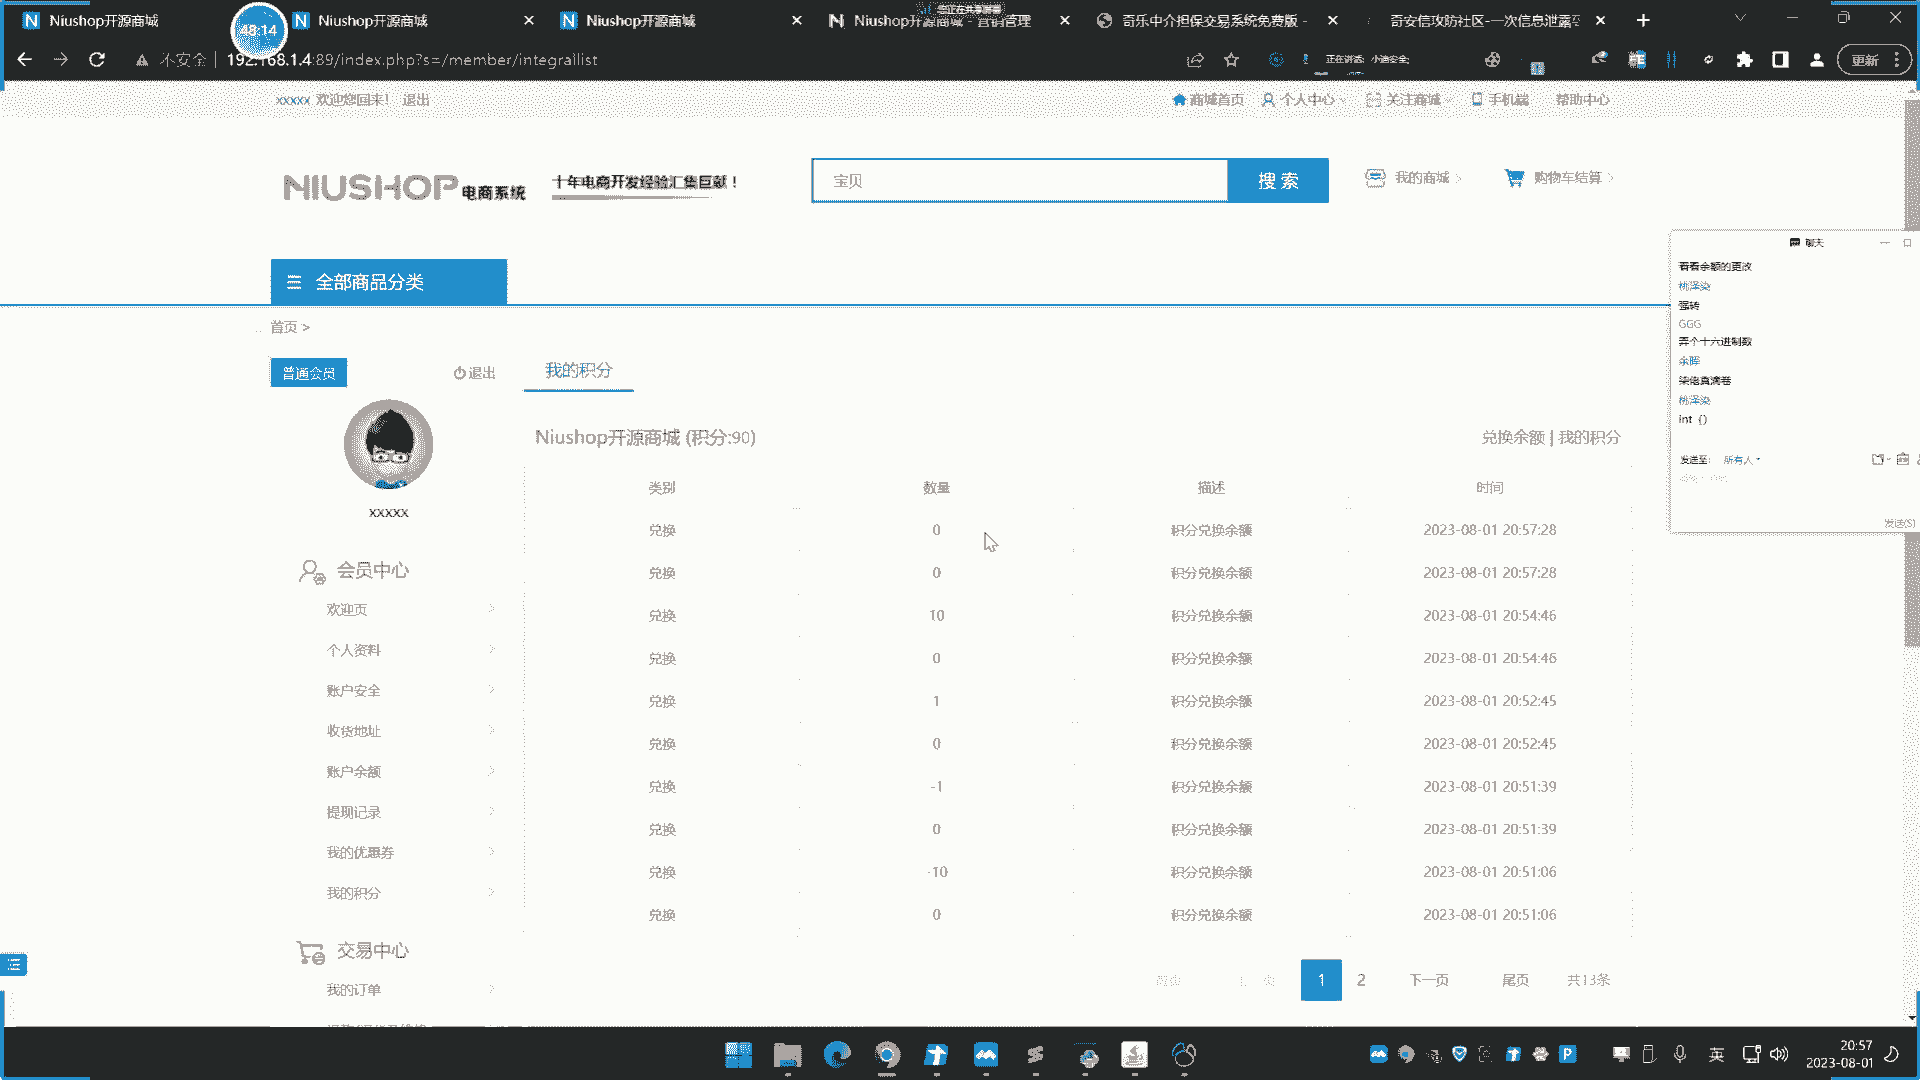 Niushop开源商城
Niushop开源商城
Niushop开源商城
Niushop开源商城 - 营销管理
奇乐中介担保交易系统免费版 -
奇安信攻防社区-一次信息泄露
48:14
不安全
192.168.1.4:89/index.php?s=/member/integrallist
正在讲话: 小迪安全;
更新
xxxxx 欢迎您回来! 退出
商城首页
个人中心
关注商城
手机端
帮助中心
NIUSHOP 电商系统
十年电商开发经验汇集巨献!
宝贝
搜索
我的商城 >
购物车结算 >
全部商品分类
首页 >
普通会员
退出
xxxxx
会员中心
欢迎页
个人资料
账户安全
收货地址
账户余额
提现记录
我的优惠券
我的积分
交易中心
我的订单
我的积分
Niushop开源商城 (积分:90)
兑换余额 | 我的积分
类别 数量 描述 时间
兑换 0 积分兑换余额 2023-08-01 20:57:28
兑换 0 积分兑换余额 2023-08-01 20:57:28
兑换 10 积分兑换余额 2023-08-01 20:54:46
兑换 0 积分兑换余额 2023-08-01 20:54:46
兑换 1 积分兑换余额 2023-08-01 20:52:45
兑换 0 积分兑换余额 2023-08-01 20:52:45
兑换 -1 积分兑换余额 2023-08-01 20:51:39
兑换 0 积分兑换余额 2023-08-01 20:51:39
兑换 -10 积分兑换余额 2023-08-01 20:51:06
兑换 0 积分兑换余额 2023-08-01 20:51:06
1 2 下一页 尾页 共13条
聊天
看看余额的更改
强转
GGG
弄个十六进制数
余晖
int ()
发送至: 所有人
发送(S)
英
20:57
2023-08-01